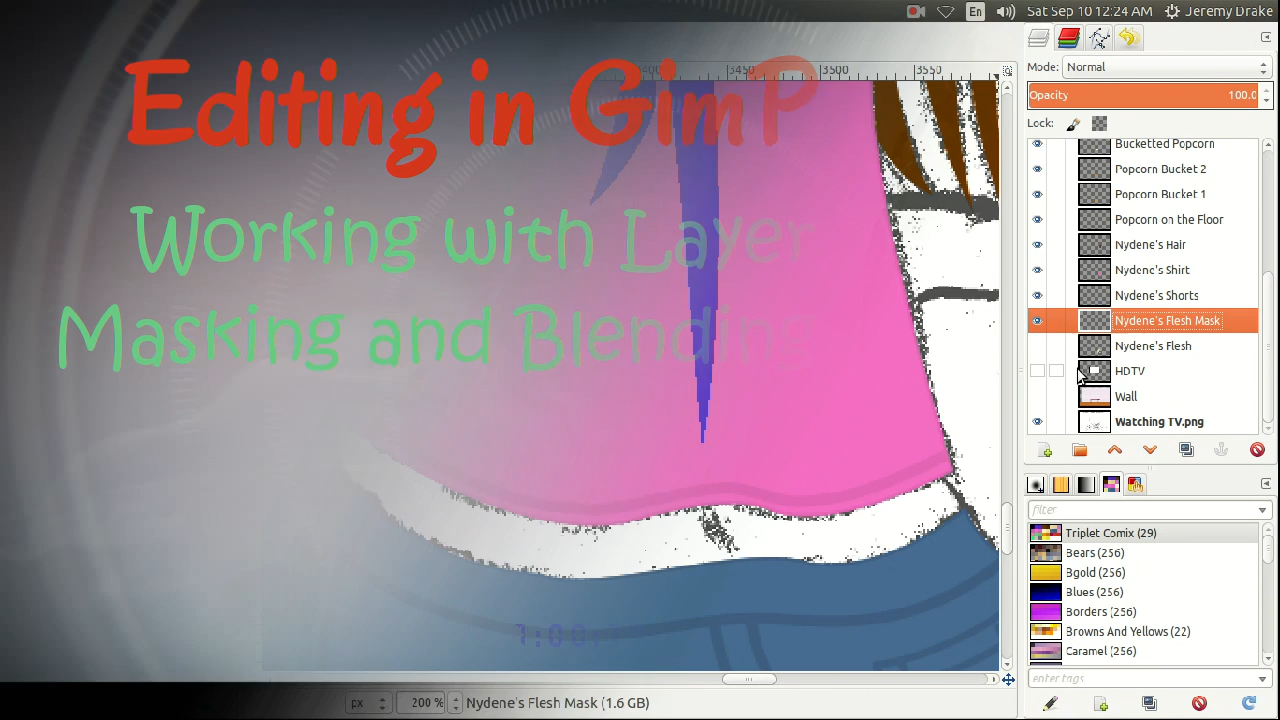 En Sat Sep 10 12:24 AM Jeremy Drake
Editing in GimP
Working with Layer
Masking and Blending
3450 3500 3550
Mode: Normal
Opacity 100.0
Lock:
Bucketted Popcorn
Popcorn Bucket 2
Popcorn Bucket 1
Popcorn on the Floor
Nydene's Hair
Nydene's Shirt
Nydene's Shorts
Nydene's Flesh Mask
Nydene's Flesh
HDTV
Wall
Watching TV.png
filter
Triplet Comix (29)
Bears (256)
Bgold (256)
Blues (256)
Borders (256)
Browns And Yellows (22)
Caramel (256)
enter tags
1:00
px 200 % Nydene's Flesh Mask (1.6 GB)